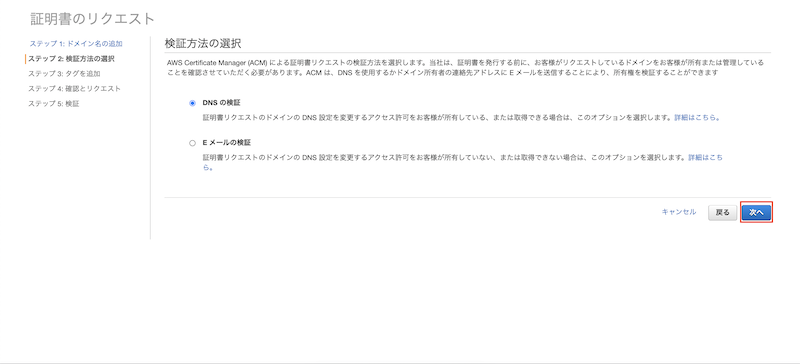 証明書のリクエスト
ステップ 1: ドメイン名の追加
ステップ 2: 検証方法の選択
ステップ 3: タグを追加
ステップ 4: 確認とリクエスト
ステップ 5: 検証
検証方法の選択
AWS Certificate Manager (ACM) による証明書リクエストの検証方法を選択します。当社は、証明書を発行する前に、お客様がリクエストしているドメインをお客様が所有または管理している
ことを確認させていただく必要があります。ACM は、DNS を使用するかドメイン所有者の連絡先アドレスに E メールを送信することにより、所有権を検証することができます
DNS の検証
証明書リクエストのドメインの DNS 設定を変更するアクセス許可をお客様が所有している、または取得できる場合は、このオプションを選択します。詳細はこちら。
E メールの検証
証明書リクエストのドメインの DNS 設定を変更するアクセス許可をお客様が所有していない、または取得できない場合は、このオプションを選択します。詳細はこち
ら。
キャンセル
戻る
次へ